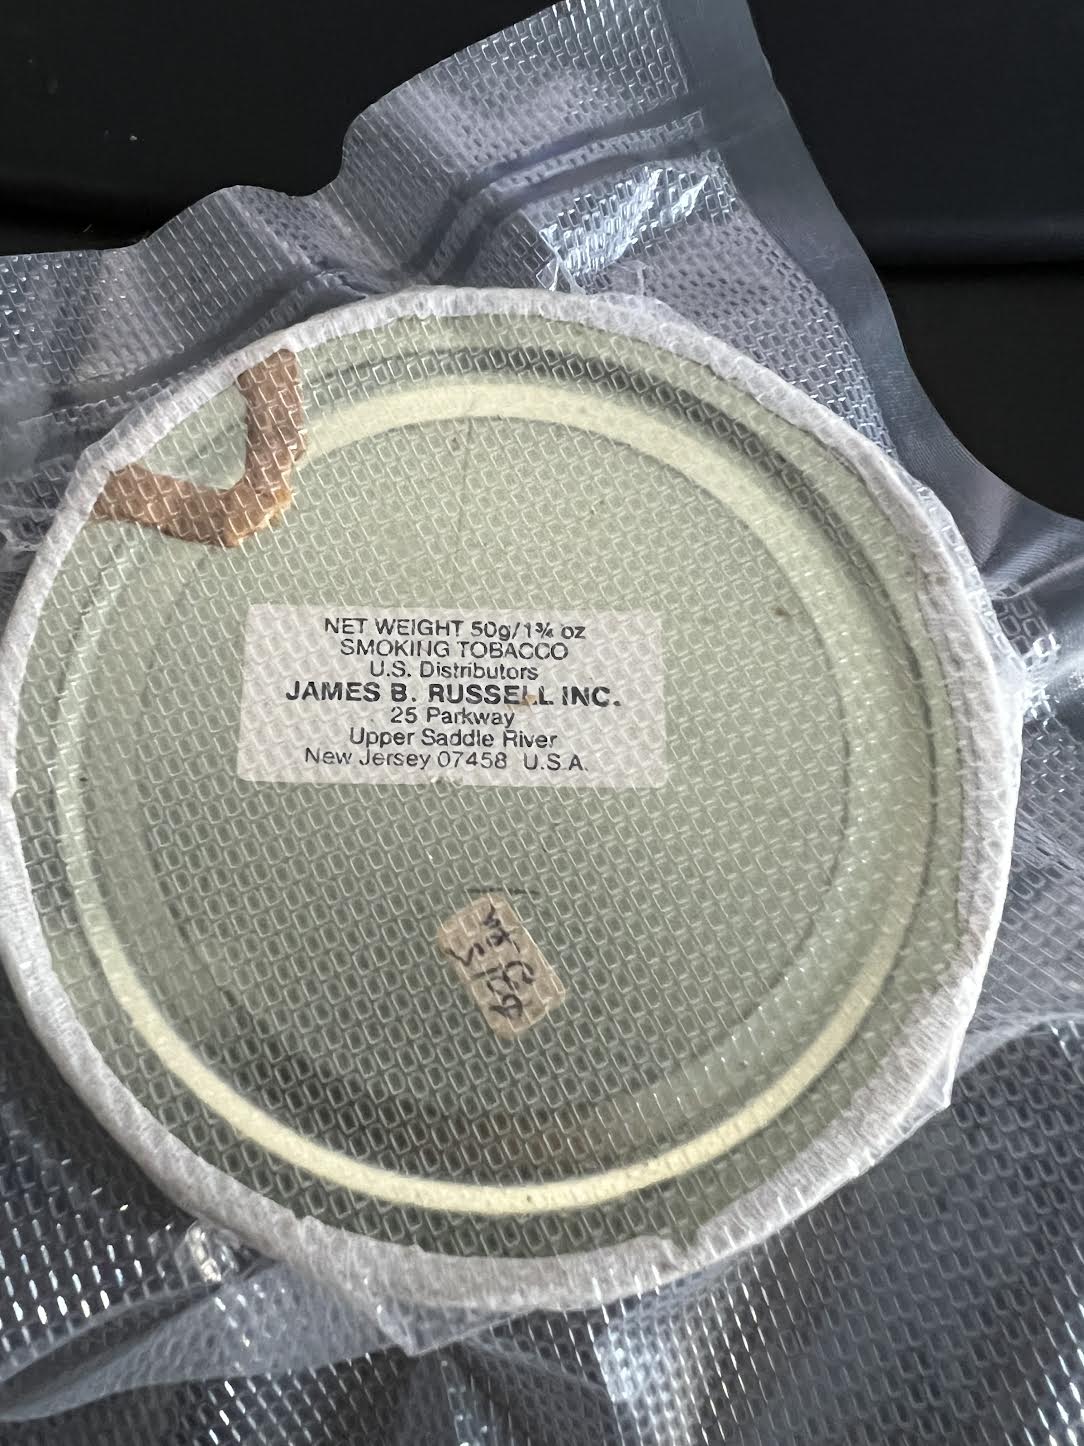 NET WEIGHT 50g/1¾ oz
SMOKING TOBACCO
U.S. Distributors
JAMES B. RUSSELL INC.
25 Parkway
Upper Saddle River
New Jersey 07458 U.S.A.